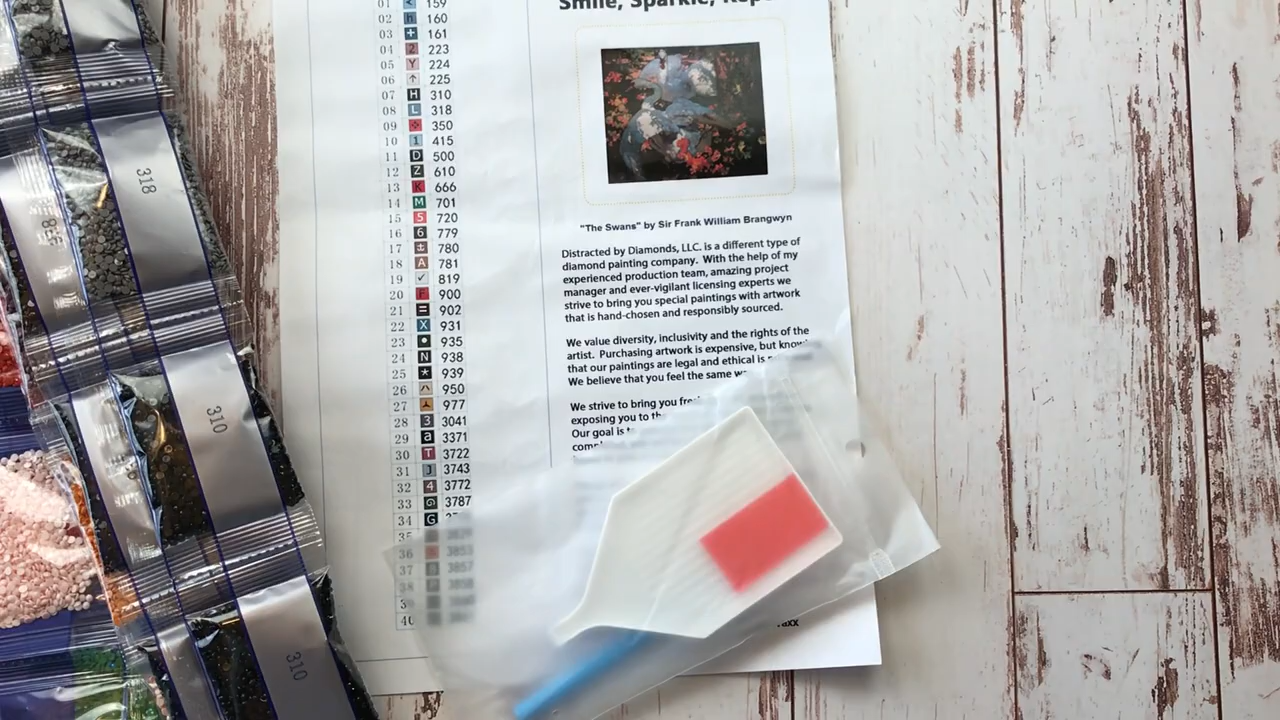 Smile, Sparkle,
01 159
02 160
03 161
04 223
05 224
06 225
07 H 310
08 L 318
09 350
10 1 415
11 D 500
12 Z 610
13 K 666
14 M 701
15 S 720
16 6 779
17 ± 780
18 A 781
19 ✓ 819
20 F 900
21 = 902
22 X 931
23 • 935
24 N 938
25 * 939
26 950
27 977
28 3 3041
29 a 3371
30 T 3722
31 J 3743
32 4 3772
33 3787
34 G
35
36 3853
37 3857
38 3858
40
"The Swans" by Sir Frank William Brangwyn
Distracted by Diamonds, LLC. is a different type of
diamond painting company. With the help of my
experienced production team, amazing project
manager and ever-vigilant licensing experts we
strive to bring you special paintings with artwork
that is hand-chosen and responsibly sourced.
We value diversity, inclusivity and the rights of the
artist. Purchasing artwork is expensive, but know
that our paintings are legal and ethical is
We believe that you feel the same
We strive to bring you
exposing you to
Our goal is
318
310
310